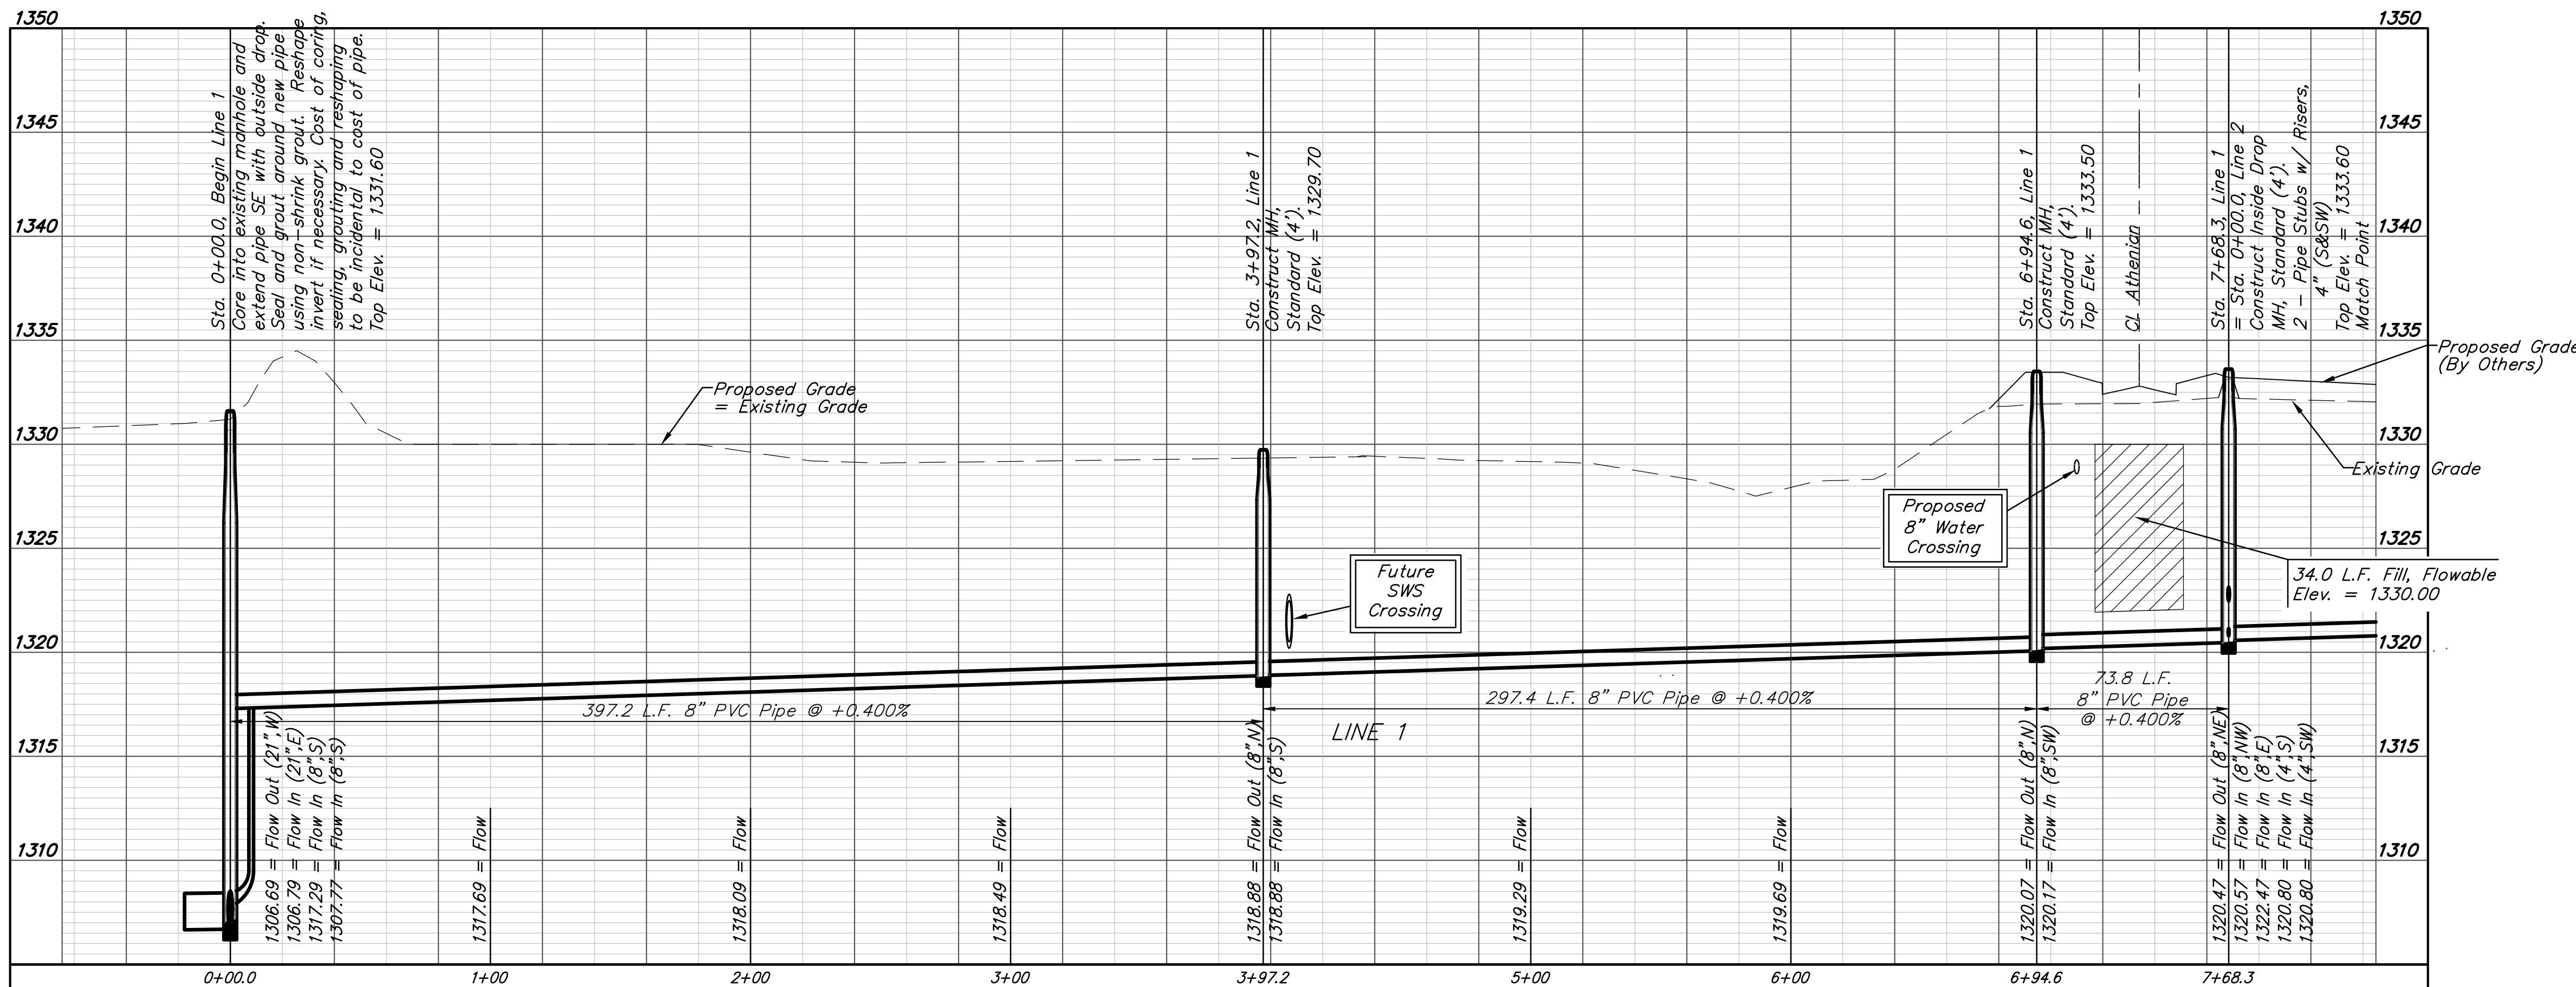 1350
1345
1340
1335
1330
1325
1320
1315
1310
Sta. 0+00.0, Begin Line 1
Core into existing manhole and
extend pipe SE with outside drop.
Seal and grout around new pipe
using non-shrink grout. Reshape
invert if necessary. Cost of coring,
sealing, grouting and reshaping
to be incidental to cost of pipe.
Top Elev. = 1331.60
Proposed Grade
= Existing Grade
Sta. 3+97.2, Line 1
Construct MH,
Standard (4').
Top Elev. = 1329.70
Future
SWS
Crossing
Sta. 6+94.6, Line 1
Construct MH,
Standard (4').
Top Elev. = 1333.50
CL Athenian
Sta. 7+68.3, Line 1
= Sta. 0+00.0, Line 2
Construct Inside Drop
MH, Standard (4').
2 - Pipe Stubs w/ Risers,
4" (S&SW)
Top Elev. = 1333.60
Match Point
Proposed Grade
(By Others)
Existing Grade
Proposed
8" Water
Crossing
34.0 L.F. Fill, Flowable
Elev. = 1330.00
1350
1345
1340
1335
1330
1325
1320
1315
1310
397.2 L.F. 8" PVC Pipe @ +0.400%
297.4 L.F. 8" PVC Pipe @ +0.400%
73.8 L.F.
8" PVC Pipe
@ +0.400%
LINE 1
1306.69 = Flow Out (21",W)
1306.79 = Flow In (21",E)
1317.29 = Flow In (8",S)
1307.77 = Flow In (8",S)
1317.69 = Flow
1318.09 = Flow
1318.49 = Flow
1318.88 = Flow Out (8",N)
1318.88 = Flow In (8",S)
1319.29 = Flow
1319.69 = Flow
1320.07 = Flow Out (8",N)
1320.17 = Flow In (8",SW)
1320.47 = Flow Out (8",NE)
1320.57 = Flow In (8",NW)
1322.47 = Flow In (8",E)
1320.80 = Flow In (4",S)
1320.80 = Flow In (4",SW)
0+00.0
1+00
2+00
3+00
3+97.2
5+00
6+00
6+94.6
7+68.3